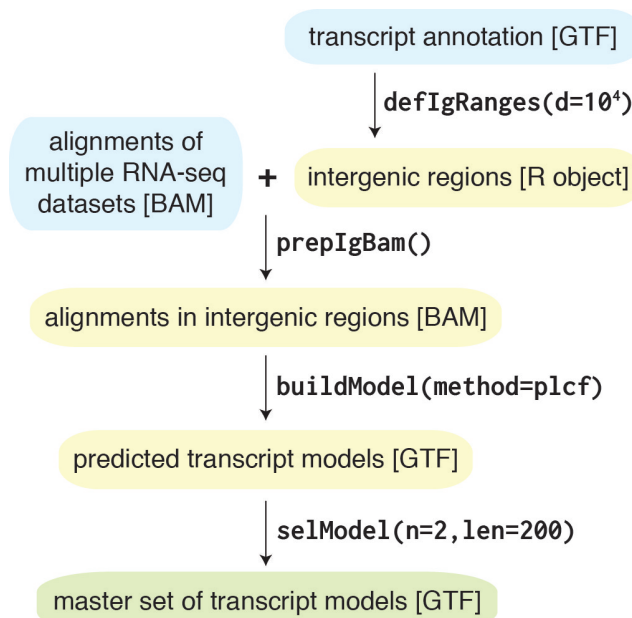 transcript annotation [GTF]
defIgRanges(d=10⁴)
alignments of
multiple RNA-seq
datasets [BAM]
+
intergenic regions [R object]
prepIgBam()
alignments in intergenic regions [BAM]
buildModel(method=plcf)
predicted transcript models [GTF]
selModel(n=2,len=200)
master set of transcript models [GTF]